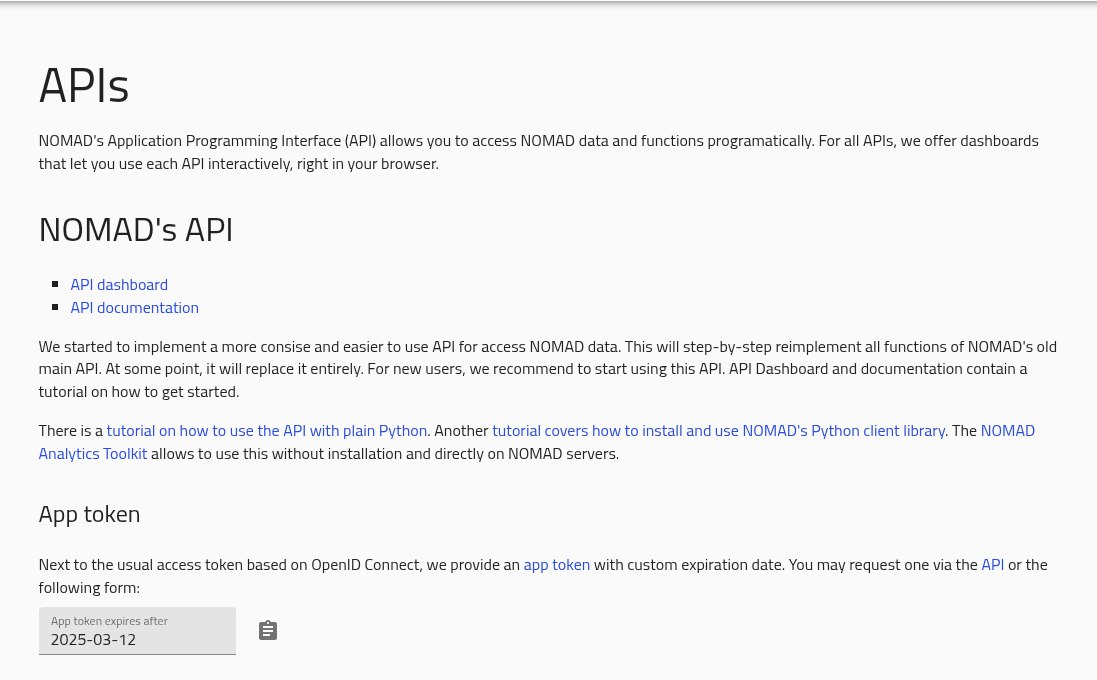 APIs
NOMAD's Application Programming Interface (API) allows you to access NOMAD data and functions programatically. For all APIs, we offer dashboards
that let you use each API interactively, right in your browser.
NOMAD's API
API dashboard
API documentation
We started to implement a more consise and easier to use API for access NOMAD data. This will step-by-step reimplement all functions of NOMAD's old
main API. At some point, it will replace it entirely. For new users, we recommend to start using this API. API Dashboard and documentation contain a
tutorial on how to get started.
There is a tutorial on how to use the API with plain Python. Another tutorial covers how to install and use NOMAD's Python client library. The NOMAD
Analytics Toolkit allows to use this without installation and directly on NOMAD servers.
App token
Next to the usual access token based on OpenID Connect, we provide an app token with custom expiration date. You may request one via the API or the
following form:
App token expires after
2025-03-12